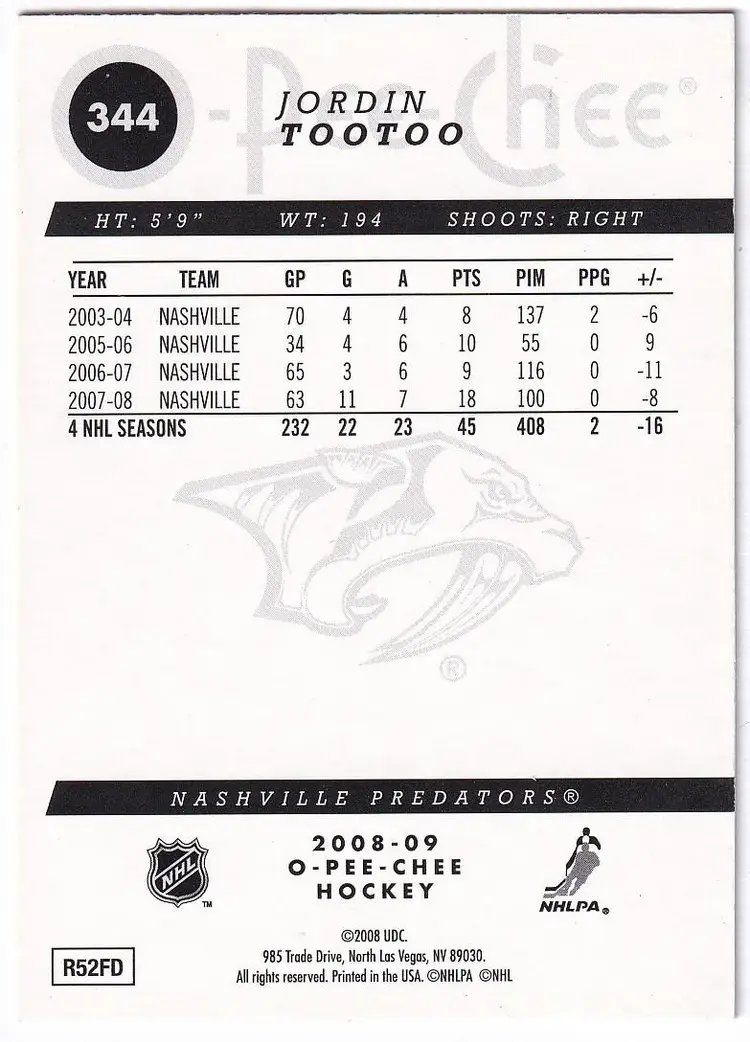 O-Pee-Chee®
344
JORDIN
TOOTOO
HT: 5'9" WT: 194 SHOOTS: RIGHT
YEAR TEAM GP G A PTS PIM PPG +/-
2003-04 NASHVILLE 70 4 4 8 137 2 -6
2005-06 NASHVILLE 34 4 6 10 55 0 9
2006-07 NASHVILLE 65 3 6 9 116 0 -11
2007-08 NASHVILLE 63 11 7 18 100 0 -8
4 NHL SEASONS 232 22 23 45 408 2 -16
®
NASHVILLE PREDATORS®
NHL TM
2008-09
O-PEE-CHEE
HOCKEY
NHLPA®
©2008 UDC.
985 Trade Drive, North Las Vegas, NV 89030.
All rights reserved. Printed in the USA. ©NHLPA ©NHL
R52FD